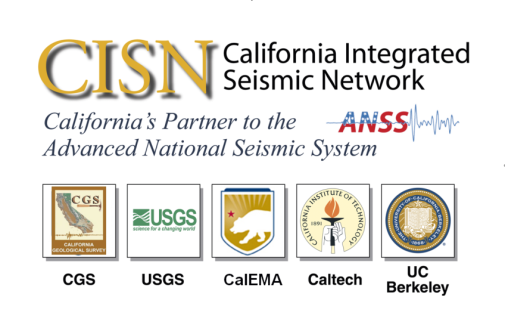 CISN California Integrated
Seismic Network
California's Partner to the ANSS
Advanced National Seismic System
CGS
CALIFORNIA
GEOLOGICAL SURVEY
USGS
science for a changing world
CALIFORNIA INSTITUTE OF TECHNOLOGY
1891
CGS USGS CalEMA Caltech UC
Berkeley